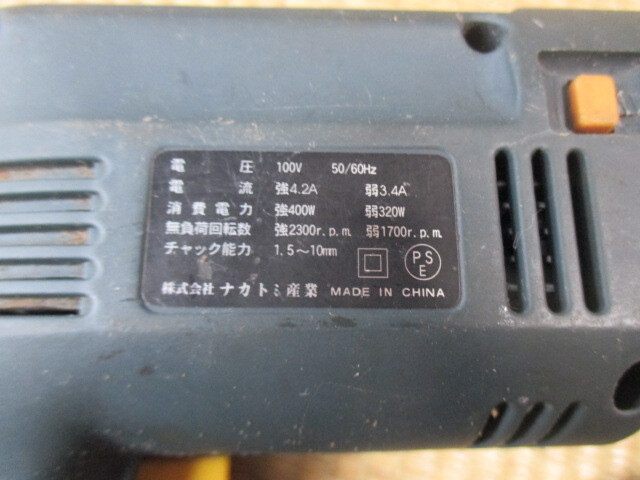 電圧 100V 50/60Hz
電流 強4.2A 弱3.4A
消費電力 強400W 弱320W
無負荷回転数 強2300r.p.m. 弱1700r.p.m.
チャック能力 1.5～10mm PSE
株式会社ナカトミ産業 MADE IN CHINA